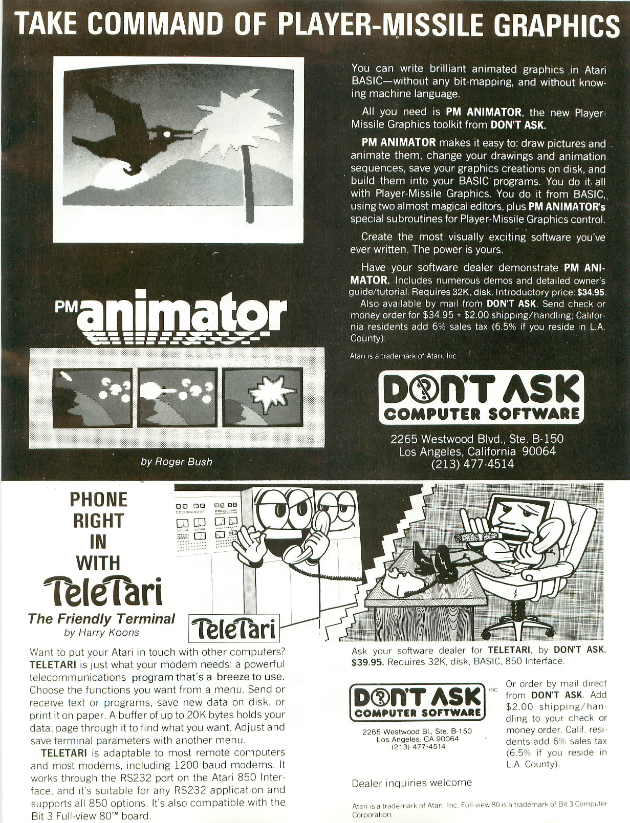 TAKE COMMAND OF PLAYER-MISSILE GRAPHICS
You can write brilliant animated graphics in Atari
BASIC—without any bit-mapping, and without know-
ing machine language.
All you need is PM ANIMATOR, the new Player-
Missile Graphics toolkit from DON'T ASK.
PM ANIMATOR makes it easy to: draw pictures and
animate them, change your drawings and animation
sequences, save your graphics creations on disk, and
build them into your BASIC programs. You do it all
with Player-Missile Graphics. You do it from BASIC,
using two almost magical editors, plus PM ANIMATOR's
special subroutines for Player-Missile Graphics control.
Create the most visually exciting software you've
ever written. The power is yours.
Have your software dealer demonstrate PM ANI-
MATOR. Includes numerous demos and detailed owner's
guide/tutorial. Requires 32K, disk. Introductory price: $34.95
Also available by mail from DON'T ASK. Send check or
money order for $34.95 + $2.00 shipping/handling; Califor-
nia residents add 6% sales tax (6.5% if you reside in L.A.
County).
Atari is a trademark of Atari, Inc.
PM animator
by Roger Bush
DON'T ASK
COMPUTER SOFTWARE
2265 Westwood Blvd., Ste. B-150
Los Angeles, California 90064
(213) 477-4514
PHONE
RIGHT
IN
WITH
TeleTari
The Friendly Terminal
by Harry Koons
TeleTari
Want to put your Atari in touch with other computers?
TELETARI is just what your modem needs: a powerful
telecommunications program that's a breeze to use.
Choose the functions you want from a menu. Send or
receive text or programs, save new data on disk, or
print it on paper. A buffer of up to 20K bytes holds your
data; page through it to find what you want. Adjust and
save terminal parameters with another menu.
TELETARI is adaptable to most remote computers
and most modems, including 1200 baud modems. It
works through the RS232 port on the Atari 850 Inter-
face, and it's suitable for any RS232 application and
supports all 850 options. It's also compatible with the
Bit 3 Full-view 80™ board.
Ask your software dealer for TELETARI, by DON'T ASK.
$39.95. Requires 32K, disk, BASIC, 850 Interface.
DON'T ASK INC
COMPUTER SOFTWARE
2265 Westwood Bl., Ste. B-150
Los Angeles, CA 90064
(213) 477-4514
Or order by mail direct
from DON'T ASK. Add
$2.00 shipping/han-
dling to your check or
money order. Calif. resi-
dents add 6% sales tax
(6.5% if you reside in
L.A. County).
Dealer inquiries welcome
Atari is a trademark of Atari, Inc. Full-view 80 is a trademark of Bit 3 Computer
Corporation.